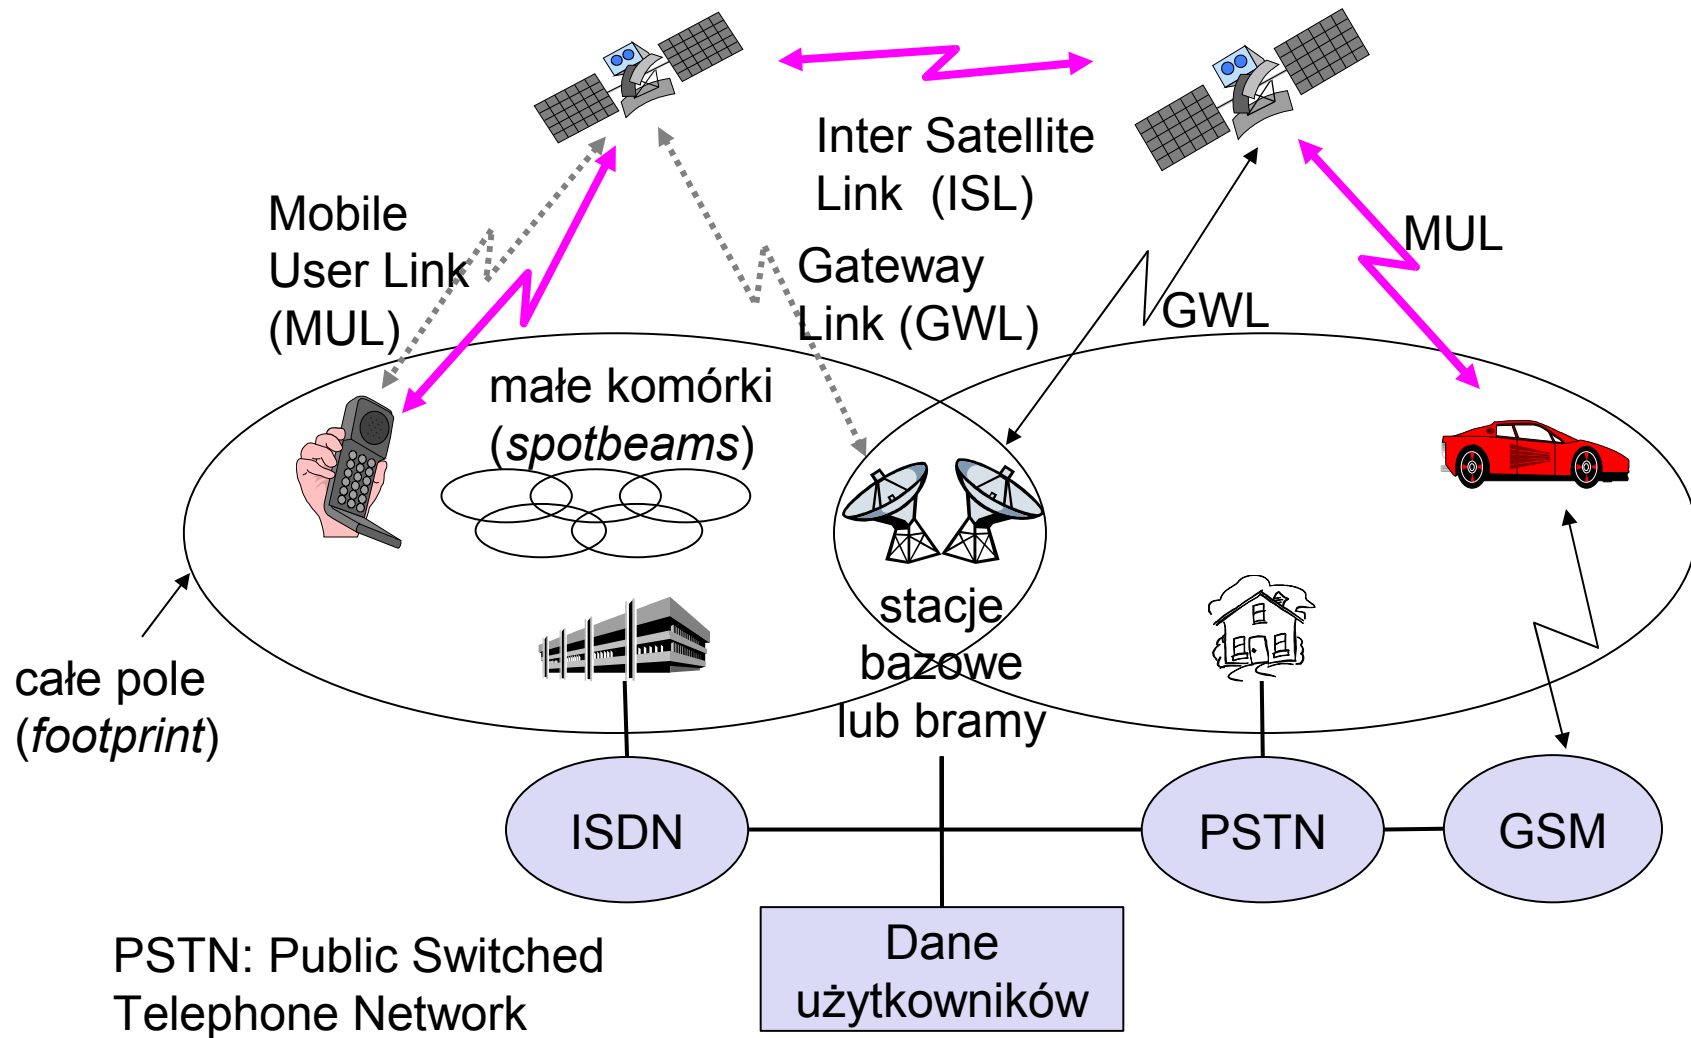 Inter Satellite
Link (ISL)
Mobile
User Link
(MUL)
MUL
Gateway
Link (GWL)
GWL
małe komórki
(spotbeams)
stacje
bazowe
lub bramy
całe pole
(footprint)
ISDN
PSTN
GSM
Dane
użytkowników
PSTN: Public Switched
Telephone Network